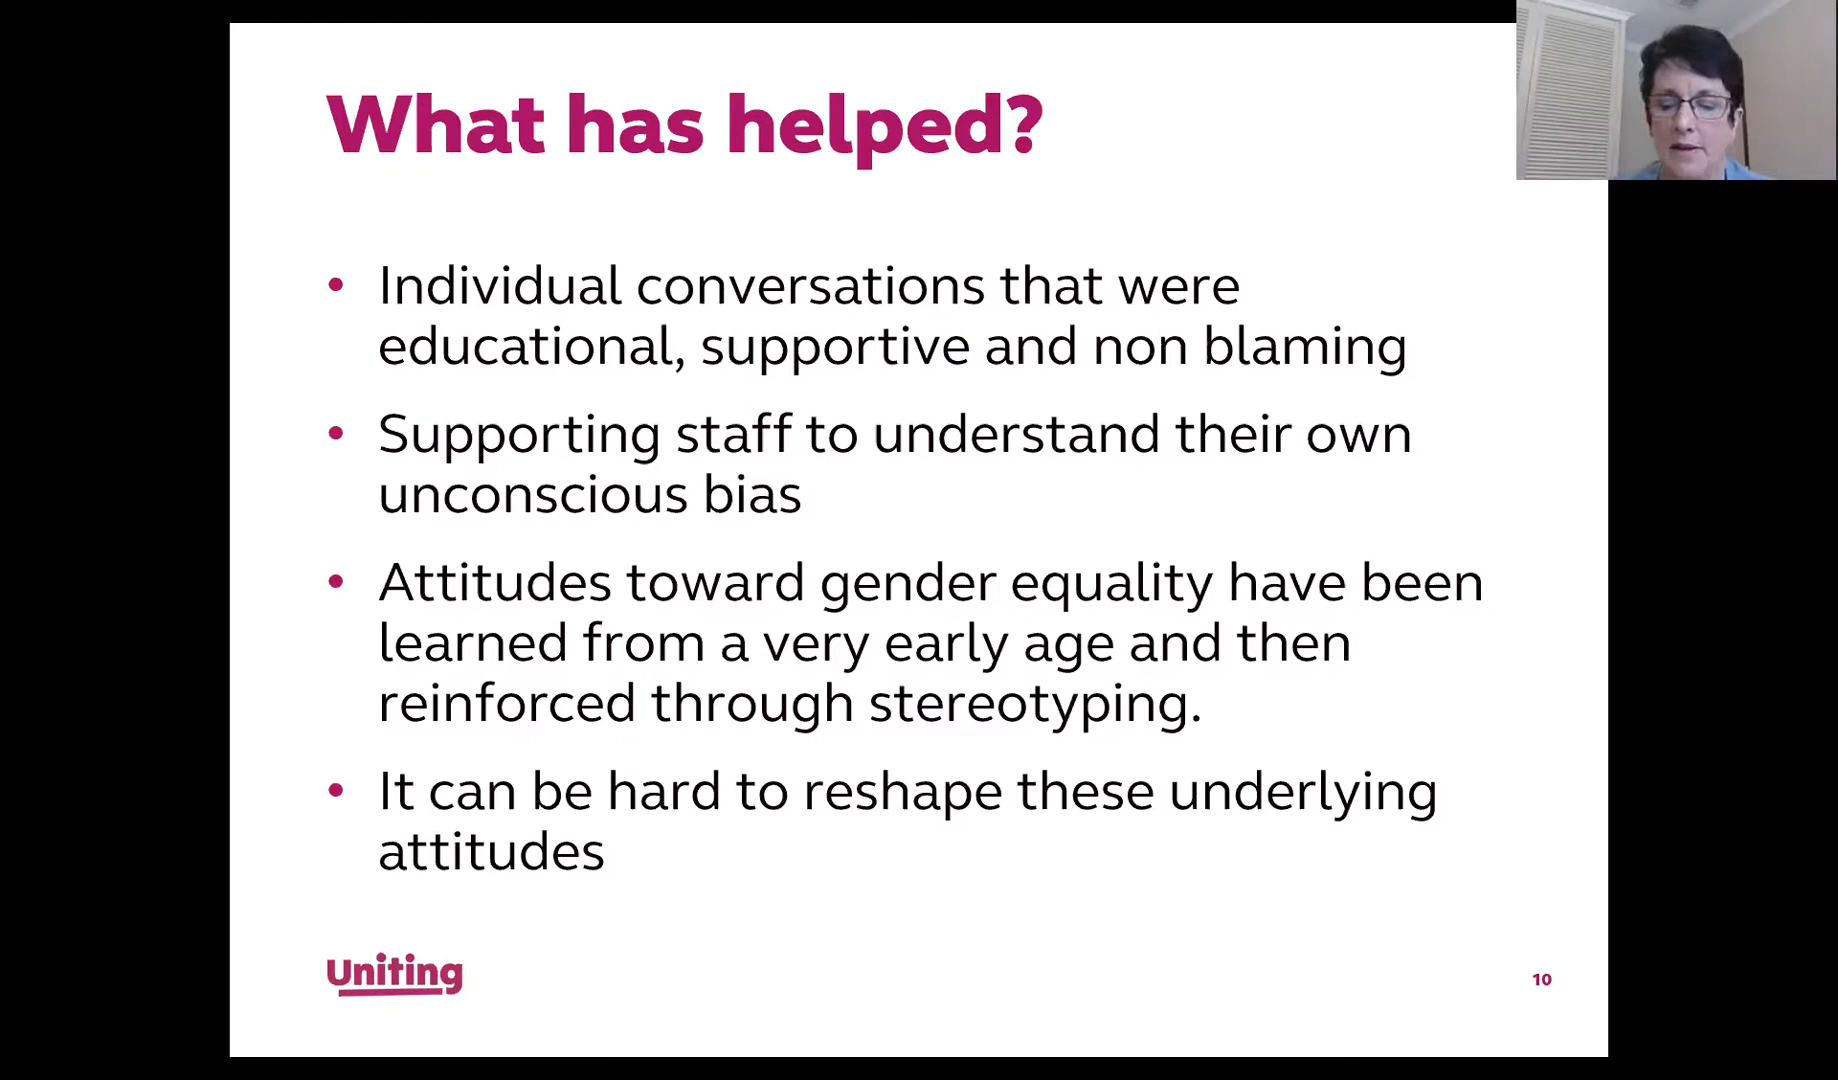 What has helped?
• Individual conversations that were
educational, supportive and non blaming
• Supporting staff to understand their own
unconscious bias
• Attitudes toward gender equality have been
learned from a very early age and then
reinforced through stereotyping.
• It can be hard to reshape these underlying
attitudes
Uniting
10